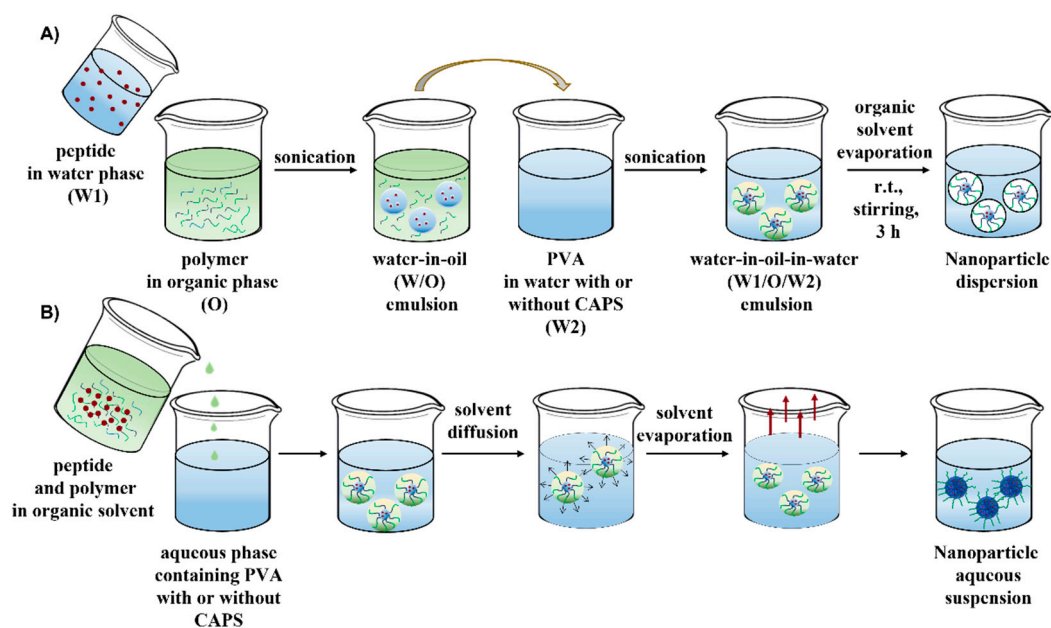 A)
peptide
in water phase
(W1)
polymer
in organic phase
(O)
sonication
water-in-oil
(W/O)
emulsion
PVA
in water with or
without CAPS
(W2)
sonication
water-in-oil-in-water
(W1/O/W2)
emulsion
organic
solvent
evaporation
r.t.,
stirring,
3 h
Nanoparticle
dispersion
B)
peptide
and polymer
in organic solvent
aqueous phase
containing PVA
with or without
CAPS
solvent
diffusion
solvent
evaporation
Nanoparticle
aqueous
suspension